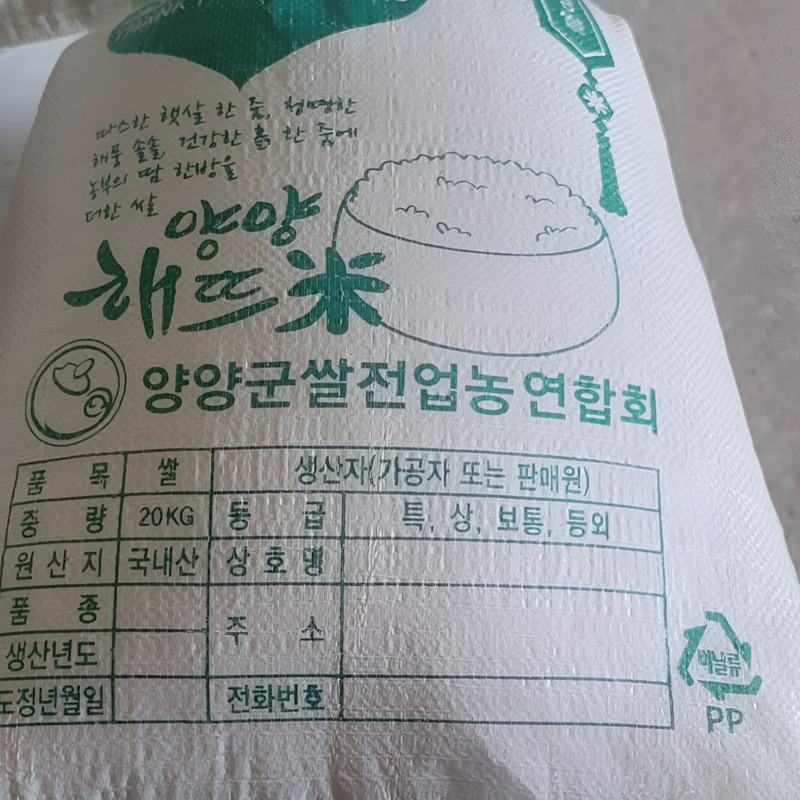 THANK
따스한 햇살 한 줌, 청명한
해풍 솔솔, 건강한 흙 한 줌에
농부의 땀 한방울
더한 쌀
양양
해뜨米
양양군쌀전업농연합회
품 목 쌀 생산자(가공자 또는 판매원)
중 량 20KG 등 급 특, 상, 보통, 등외
원 산 지 국내산 상 호 명
품 종 주 소
생산년도
도정년월일 전화번호
비닐류
PP